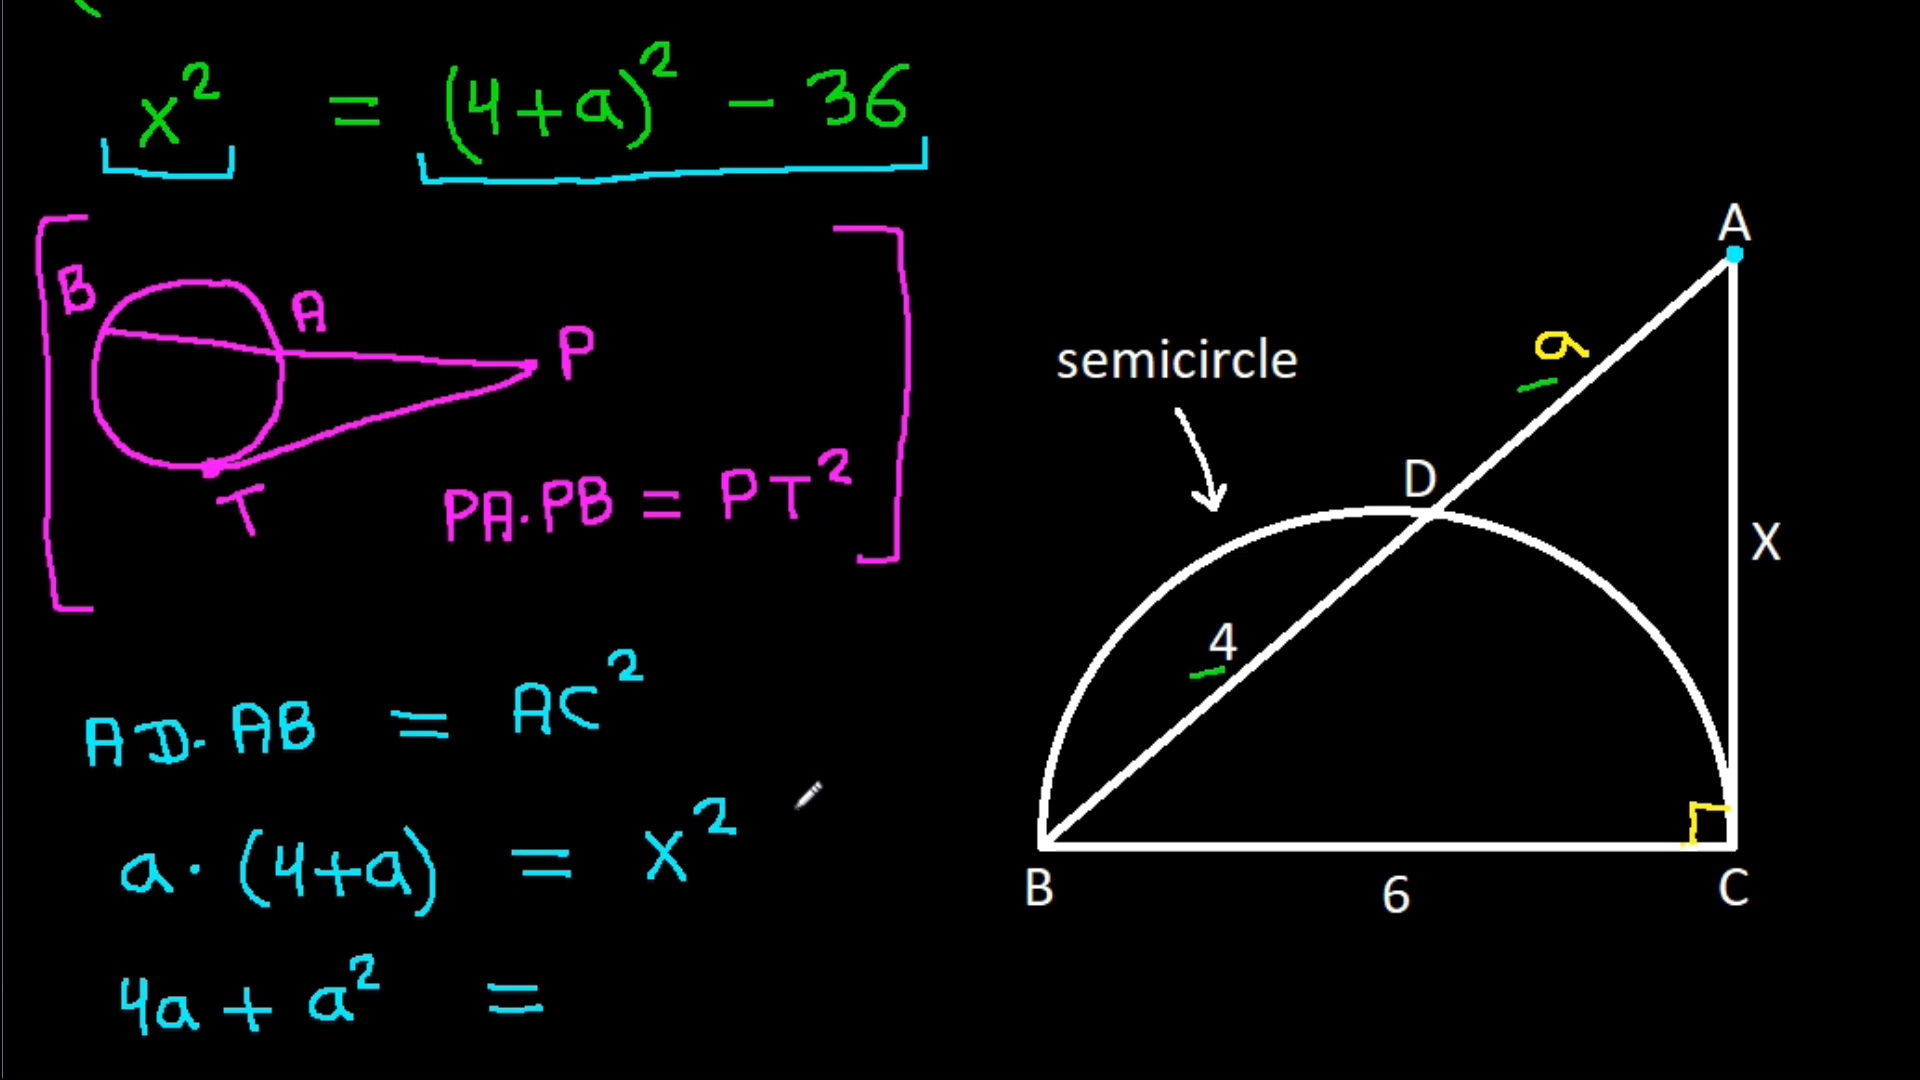 x² = (4+a)² - 36
B
A
P
T
PA.PB = PT²
AD. AB = AC²
a. (4+a) = x²
4a + a² =
A
a
semicircle
D
X
4
B
6
C